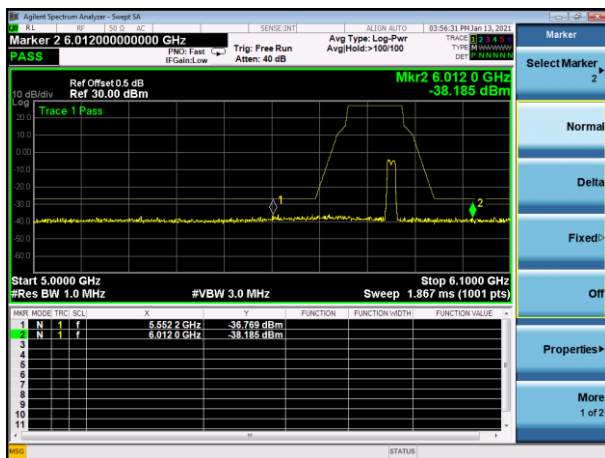 Agilent Spectrum Analyzer - Swept SA
RL RF 50 Ω AC SENSE:INT ALIGN AUTO 03:56:31 PM Jan 13, 2021
Marker 2 6.012000000000 GHz
PNO: Fast
IFGain:Low
Trig: Free Run
Atten: 40 dB
Avg Type: Log-Pwr
Avg|Hold:>100/100
TRACE 1 2 3 4 5 6
TYPE M W W W W W
DET P N N N N N
PASS
Ref Offset 0.5 dB
Ref 30.00 dBm
10 dB/div
Log
Mkr2 6.012 0 GHz
-38.185 dBm
Trace 1 Pass
20.0
10.0
0.00
-10.0
-20.0
-30.0
-40.0
-50.0
-60.0
1
2
Start 5.0000 GHz
Stop 6.1000 GHz
#Res BW 1.0 MHz
#VBW 3.0 MHz
Sweep 1.867 ms (1001 pts)
MKR MODE TRC SCL X Y FUNCTION FUNCTION WIDTH FUNCTION VALUE
1 N 1 f 5.552 2 GHz -36.769 dBm
2 N 1 f 6.012 0 GHz -38.185 dBm
3
4
5
6
7
8
9
10
11
MSG
STATUS
Marker
Select Marker
2
Normal
Delta
Fixed
Off
Properties
More
1 of 2